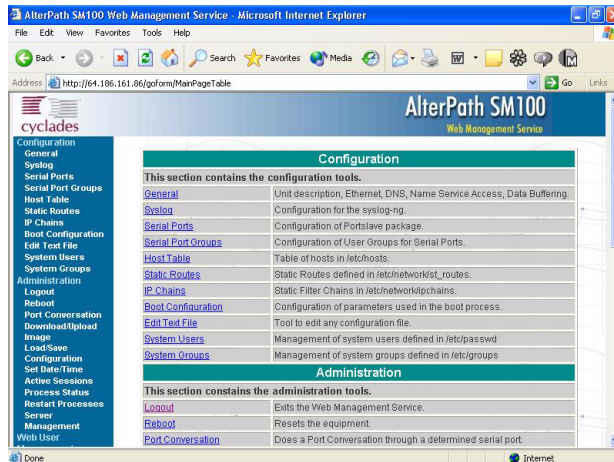 AlterPath SM100 Web Management Service - Microsoft Internet Explorer
File Edit View Favorites Tools Help
Back Search Favorites Media
Address http://64.186.161.86/goform/MainPageTable Go Links
cyclades
AlterPath SM100
Web Management Service
Configuration
General
Syslog
Serial Ports
Serial Port Groups
Host Table
Static Routes
IP Chains
Boot Configuration
Edit Text File
System Users
System Groups
Administration
Logout
Reboot
Port Conversation
Download/Upload
Image
Load/Save
Configuration
Set Date/Time
Active Sessions
Process Status
Restart Processes
Server
Management
Web User
Configuration
This section contains the configuration tools.
General Unit description, Ethernet, DNS, Name Service Access, Data Buffering.
Syslog Configuration for the syslog-ng.
Serial Ports Configuration of Portslave package.
Serial Port Groups Configuration of User Groups for Serial Ports.
Host Table Table of hosts in /etc/hosts.
Static Routes Static Routes defined in /etc/network/st_routes.
IP Chains Static Filter Chains in /etc/network/ipchains.
Boot Configuration Configuration of parameters used in the boot process.
Edit Text File Tool to edit any configuration file.
System Users Management of system users defined in /etc/passwd
System Groups Management of system groups defined in /etc/groups
Administration
This section constains the administration tools.
Logout Exits the Web Management Service.
Reboot Resets the equipment.
Port Conversation Does a Port Conversation through a determined serial port.
Done Internet